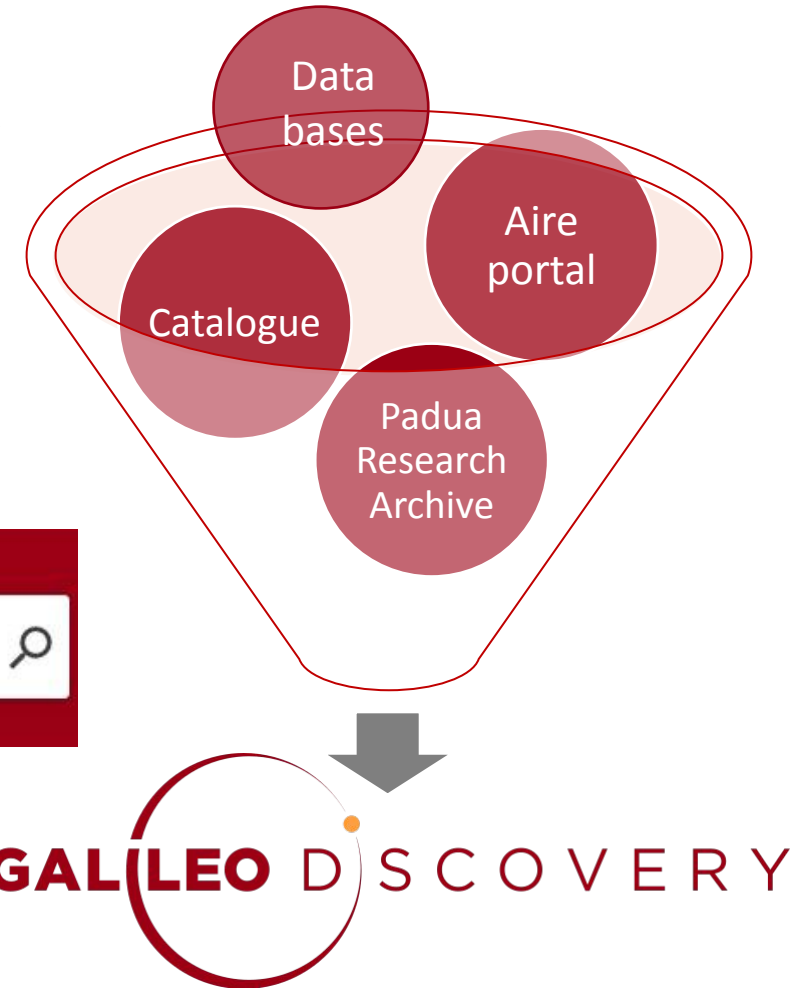 Data
bases
Aire
portal
Catalogue
Padua
Research
Archive
GALILEO DISCOVERY